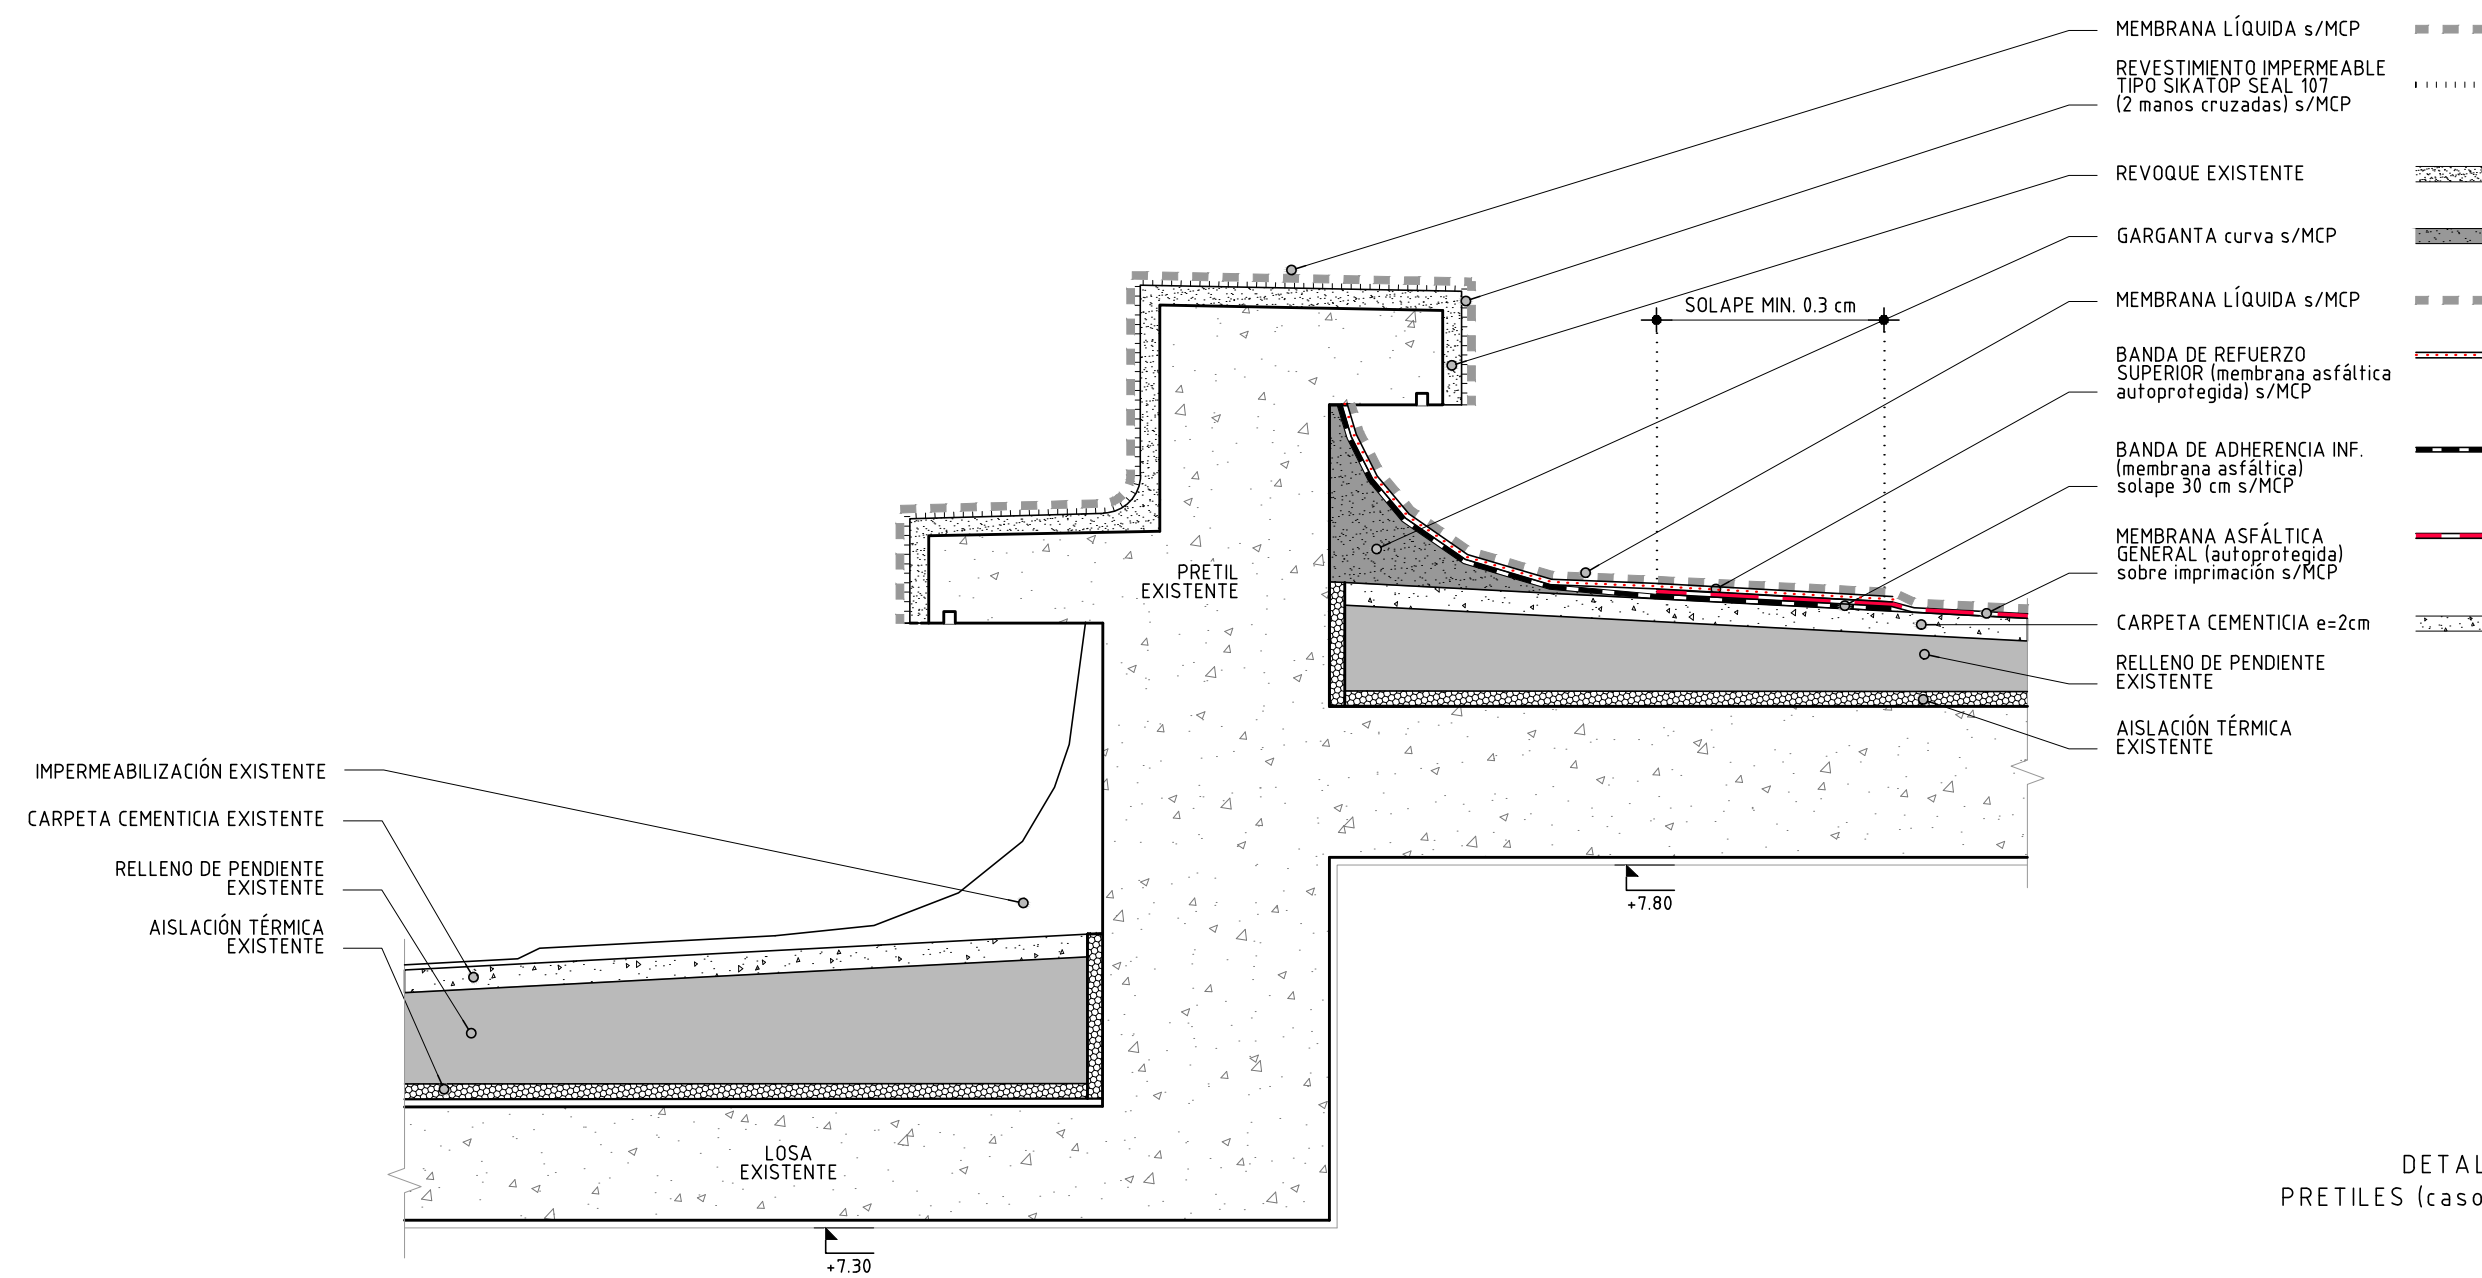 MEMBRANA LÍQUIDA s/MCP
REVESTIMIENTO IMPERMEABLE
TIPO SIKATOP SEAL 107
(2 manos cruzadas) s/MCP
REVOQUE EXISTENTE
GARGANTA curva s/MCP
MEMBRANA LÍQUIDA s/MCP
SOLAPE MIN. 0.3 cm
BANDA DE REFUERZO
SUPERIOR (membrana asfáltica
autoprotegida) s/MCP
BANDA DE ADHERENCIA INF.
(membrana asfáltica)
solape 30 cm s/MCP
MEMBRANA ASFÁLTICA
GENERAL (autoprotegida)
sobre imprimación s/MCP
CARPETA CEMENTICIA e=2cm
RELLENO DE PENDIENTE
EXISTENTE
AISLACIÓN TÉRMICA
EXISTENTE
PRETIL
EXISTENTE
IMPERMEABILIZACIÓN EXISTENTE
CARPETA CEMENTICIA EXISTENTE
RELLENO DE PENDIENTE
EXISTENTE
AISLACIÓN TÉRMICA
EXISTENTE
+7.80
LOSA
EXISTENTE
+7.30
DETAL
PRETILES (caso